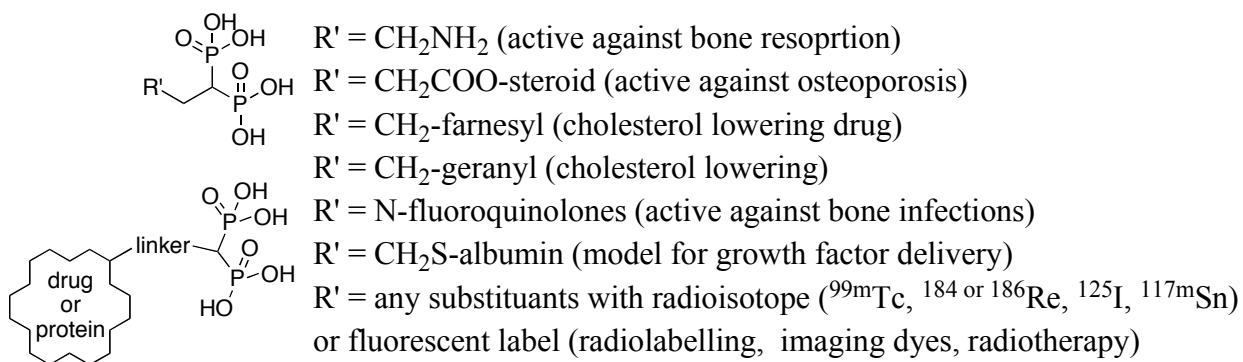 OH
O
P OH
R'
O
P OH
OH
R' = CH₂NH₂ (active against bone resoprtion)
R' = CH₂COO-steroid (active against osteoporosis)
R' = CH₂-farnesyl (cholesterol lowering drug)
R' = CH₂-geranyl (cholesterol lowering)
R' = N-fluoroquinolones (active against bone infections)
R' = CH₂S-albumin (model for growth factor delivery)
R' = any substituants with radioisotope (⁹⁹ᵐTc, ¹⁸⁴ ᵒʳ ¹⁸⁶Re, ¹²⁵I, ¹¹⁷ᵐSn)
or fluorescent label (radiolabelling, imaging dyes, radiotherapy)
O OH
P OH
linker
O
P OH
HO
drug
or
protein